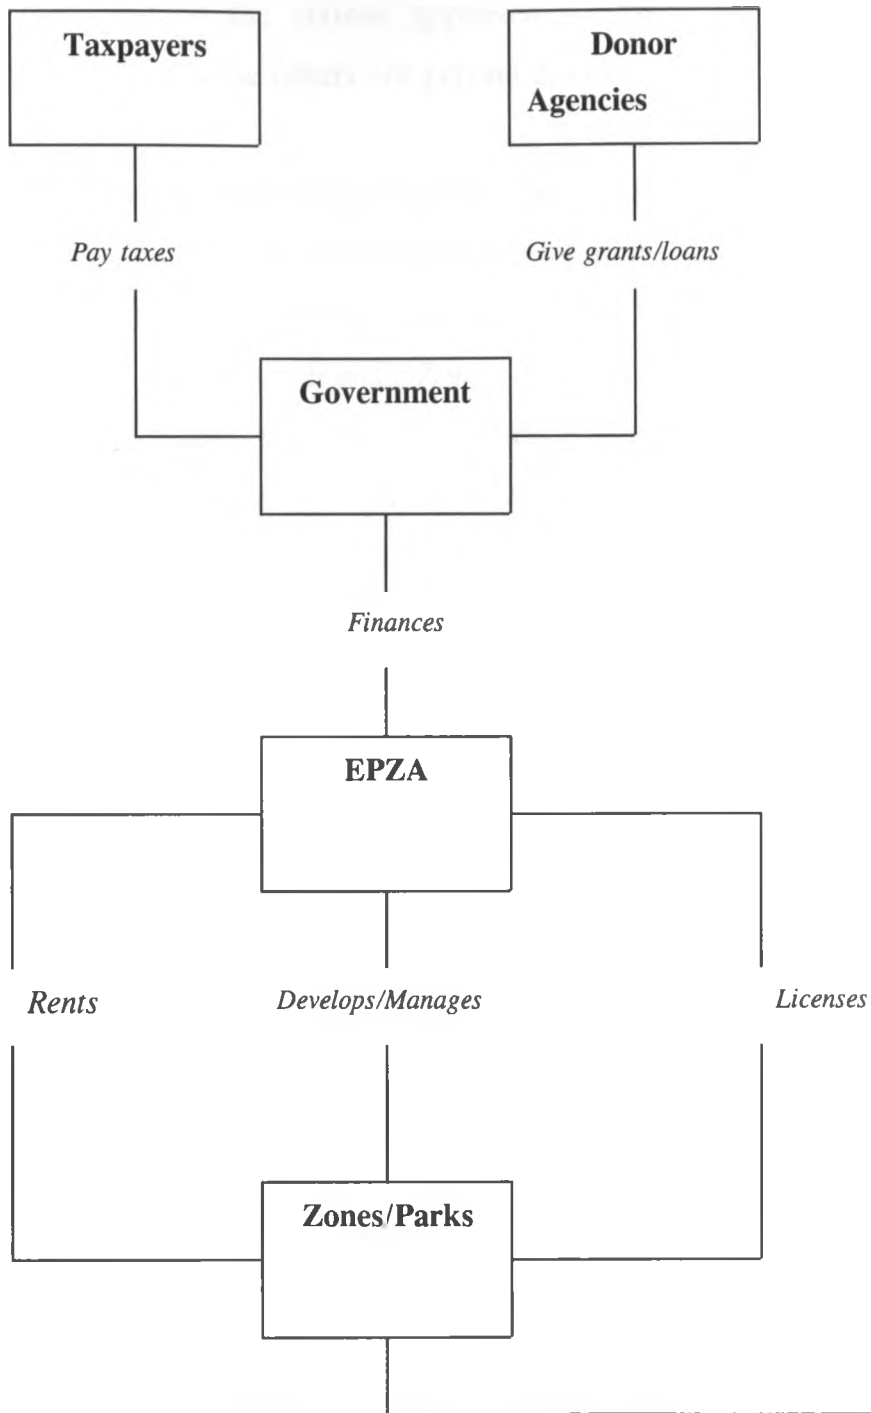 Taxpayers
Donor
Agencies
Pay taxes
Give grants/loans
Government
Finances
EPZA
Rents
Develops/Manages
Licenses
Zones/Parks